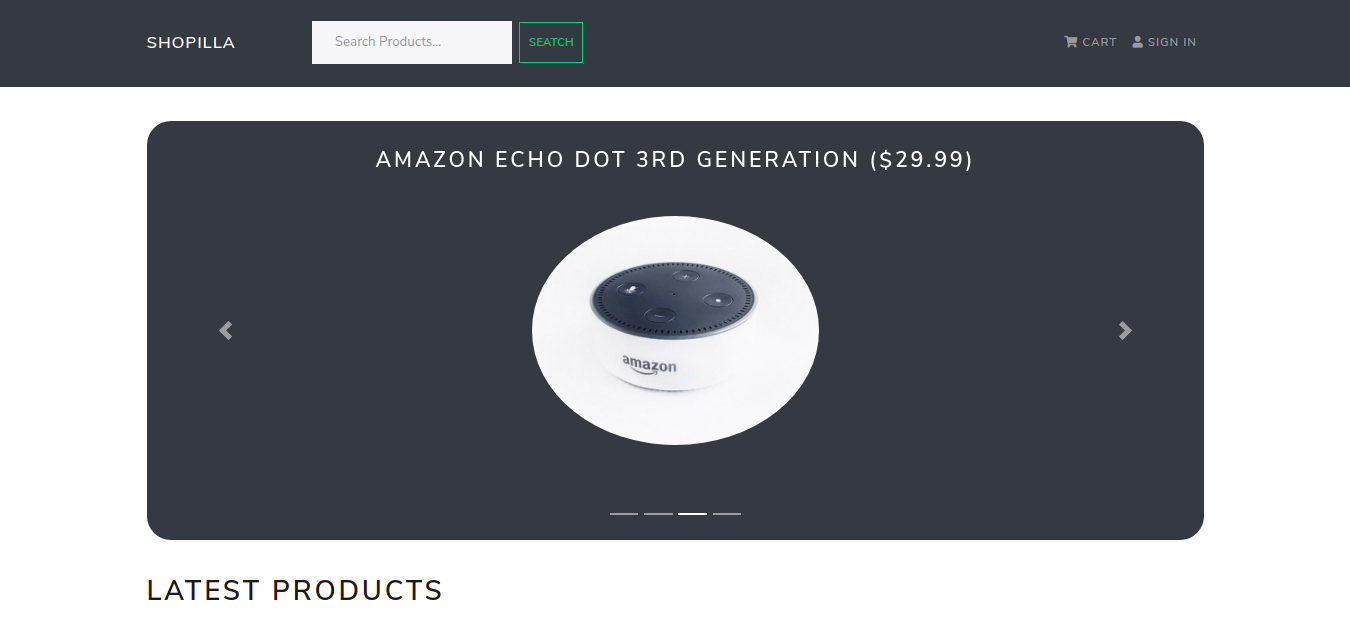 SHOPILLA
Search Products...
SEATCH
CART
SIGN IN
AMAZON ECHO DOT 3RD GENERATION ($29.99)
amazon
LATEST PRODUCTS